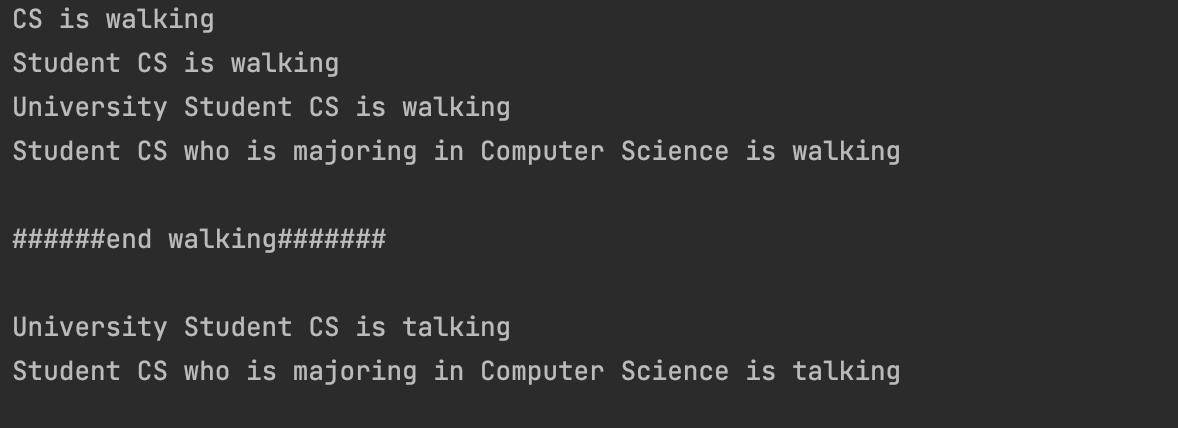 CS is walking
Student CS is walking
University Student CS is walking
Student CS who is majoring in Computer Science is walking
######end walking#######
University Student CS is talking
Student CS who is majoring in Computer Science is talking